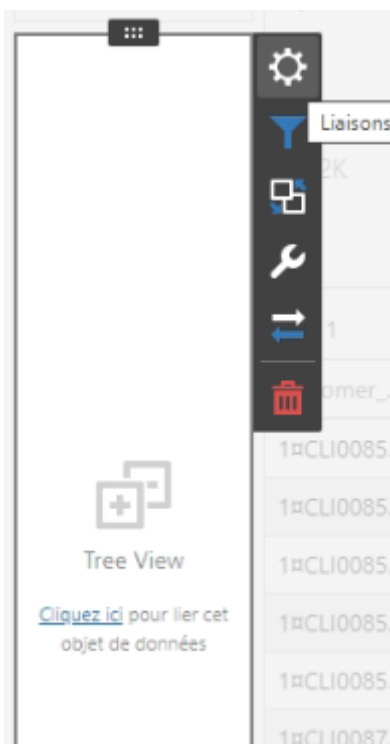 Liaisons
2K
1
omer_
1¤CLI0085
1¤CLI0085
1¤CLI0085
Tree View
1¤CLI0085
Cliquez ici pour lier cet
objet de données
1¤CLI0085
1¤CLI0087